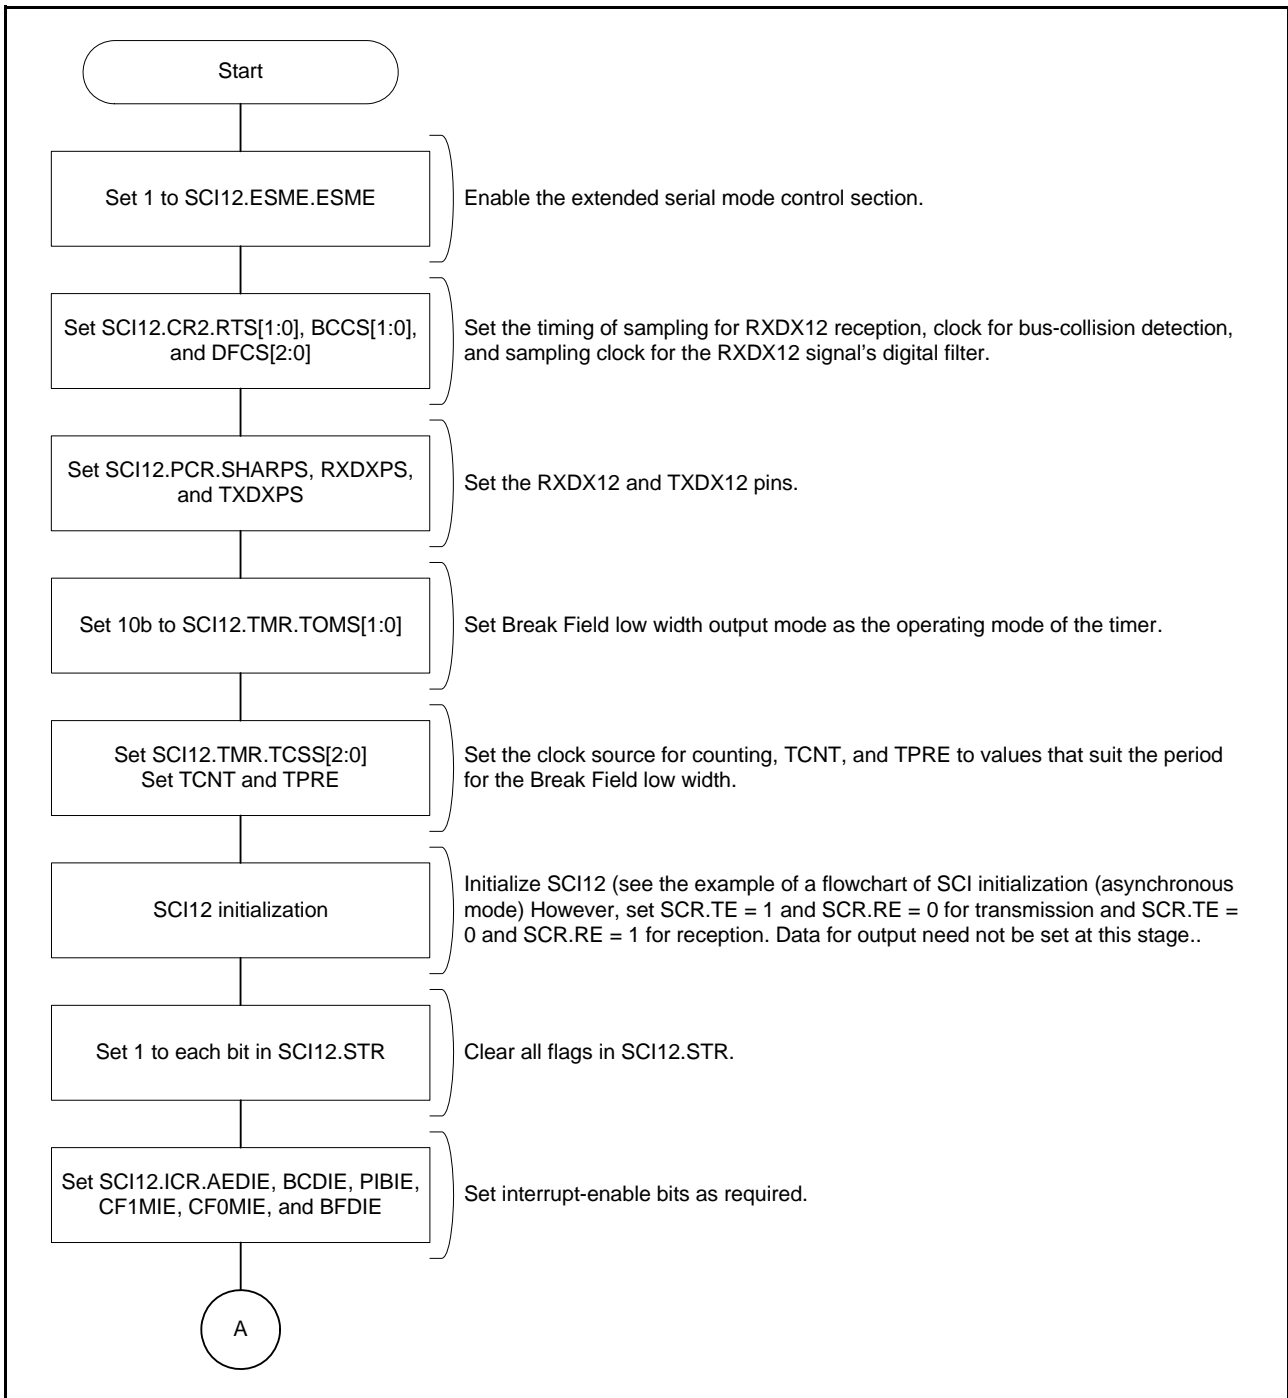 Start
Set 1 to SCI12.ESME.ESME
Enable the extended serial mode control section.
Set SCI12.CR2.RTS[1:0], BCCS[1:0],
and DFCS[2:0]
Set the timing of sampling for RXDX12 reception, clock for bus-collision detection,
and sampling clock for the RXDX12 signal's digital filter.
Set SCI12.PCR.SHARPS, RXDXPS,
and TXDXPS
Set the RXDX12 and TXDX12 pins.
Set 10b to SCI12.TMR.TOMS[1:0]
Set Break Field low width output mode as the operating mode of the timer.
Set SCI12.TMR.TCSS[2:0]
Set TCNT and TPRE
Set the clock source for counting, TCNT, and TPRE to values that suit the period
for the Break Field low width.
SCI12 initialization
Initialize SCI12 (see the example of a flowchart of SCI initialization (asynchronous
mode) However, set SCR.TE = 1 and SCR.RE = 0 for transmission and SCR.TE =
0 and SCR.RE = 1 for reception. Data for output need not be set at this stage..
Set 1 to each bit in SCI12.STR
Clear all flags in SCI12.STR.
Set SCI12.ICR.AEDIE, BCDIE, PIBIE,
CF1MIE, CF0MIE, and BFDIE
Set interrupt-enable bits as required.
A